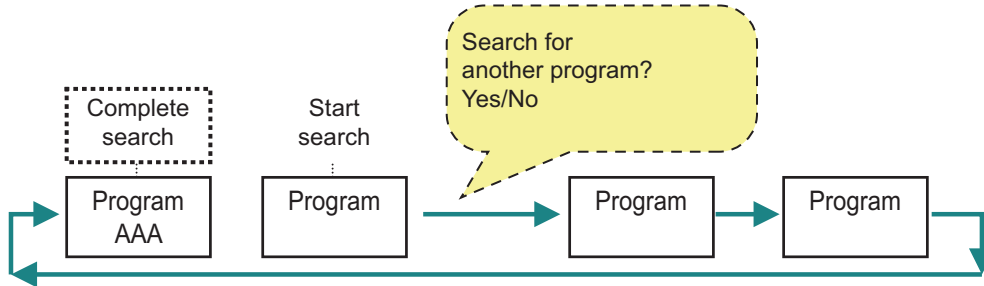 Search for
another program?
Yes/No
Complete
search
Start
search
Program
AAA
Program
Program
Program